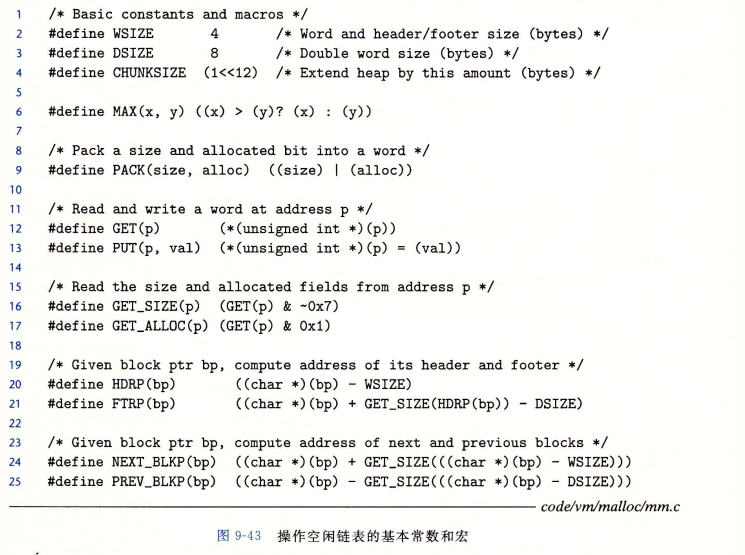 1 /* Basic constants and macros */
2 #define WSIZE 4 /* Word and header/footer size (bytes) */
3 #define DSIZE 8 /* Double word size (bytes) */
4 #define CHUNKSIZE (1<<12) /* Extend heap by this amount (bytes) */
5
6 #define MAX(x, y) ((x) > (y)? (x) : (y))
7
8 /* Pack a size and allocated bit into a word */
9 #define PACK(size, alloc) ((size) | (alloc))
10
11 /* Read and write a word at address p */
12 #define GET(p) (*(unsigned int *)(p))
13 #define PUT(p, val) (*(unsigned int *)(p) = (val))
14
15 /* Read the size and allocated fields from address p */
16 #define GET_SIZE(p) (GET(p) & ~0x7)
17 #define GET_ALLOC(p) (GET(p) & 0x1)
18
19 /* Given block ptr bp, compute address of its header and footer */
20 #define HDRP(bp) ((char *)(bp) - WSIZE)
21 #define FTRP(bp) ((char *)(bp) + GET_SIZE(HDRP(bp)) - DSIZE)
22
23 /* Given block ptr bp, compute address of next and previous blocks */
24 #define NEXT_BLKP(bp) ((char *)(bp) + GET_SIZE(((char *)(bp) - WSIZE)))
25 #define PREV_BLKP(bp) ((char *)(bp) - GET_SIZE(((char *)(bp) - DSIZE)))
code/vm/malloc/mm.c
图 9-43 操作空闲链表的基本常数和宏